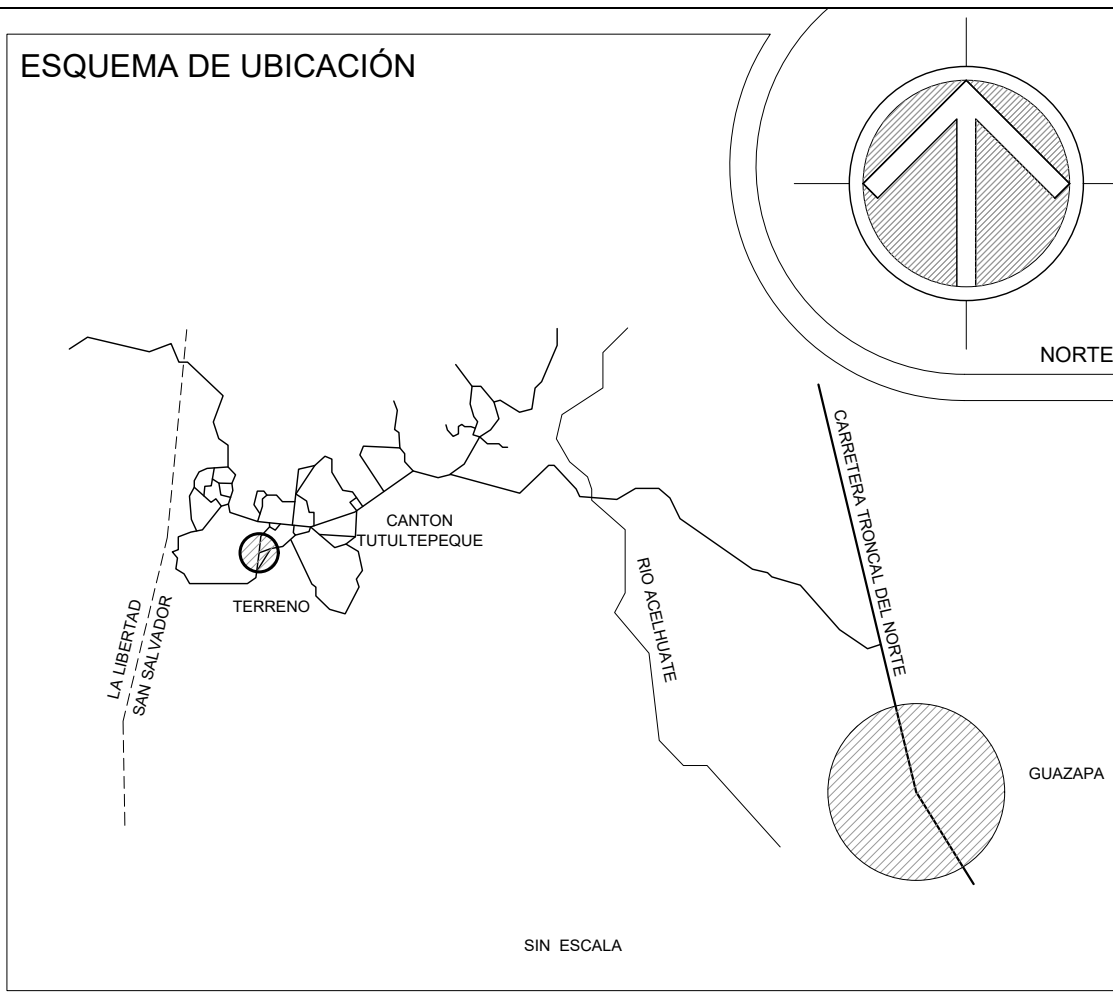 ESQUEMA DE UBICACIÓN
NORTE
CARRETERA TRONCAL DEL NORTE
CANTON
TUTULTEPEQUE
RIO ACELHUATE
TERRENO
LA LIBERTAD
SAN SALVADOR
GUAZAPA
SIN ESCALA